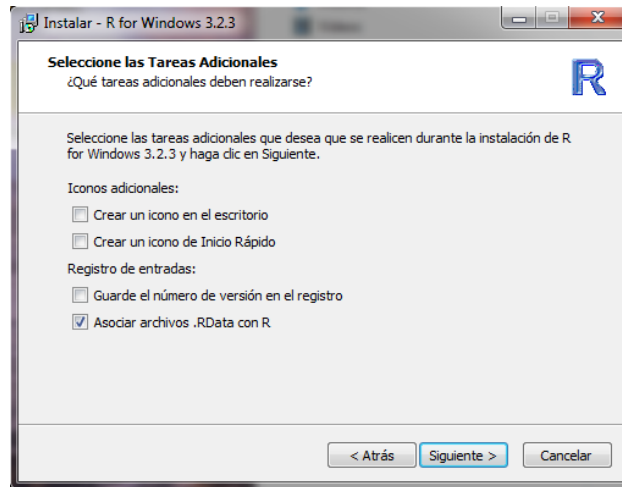 Instalar - R for Windows 3.2.3
Seleccione las Tareas Adicionales
¿Qué tareas adicionales deben realizarse?
R
Seleccione las tareas adicionales que desea que se realicen durante la instalación de R
for Windows 3.2.3 y haga clic en Siguiente.
Iconos adicionales:
Crear un icono en el escritorio
Crear un icono de Inicio Rápido
Registro de entradas:
Guarde el número de versión en el registro
Asociar archivos .RData con R
< Atrás
Siguiente >
Cancelar